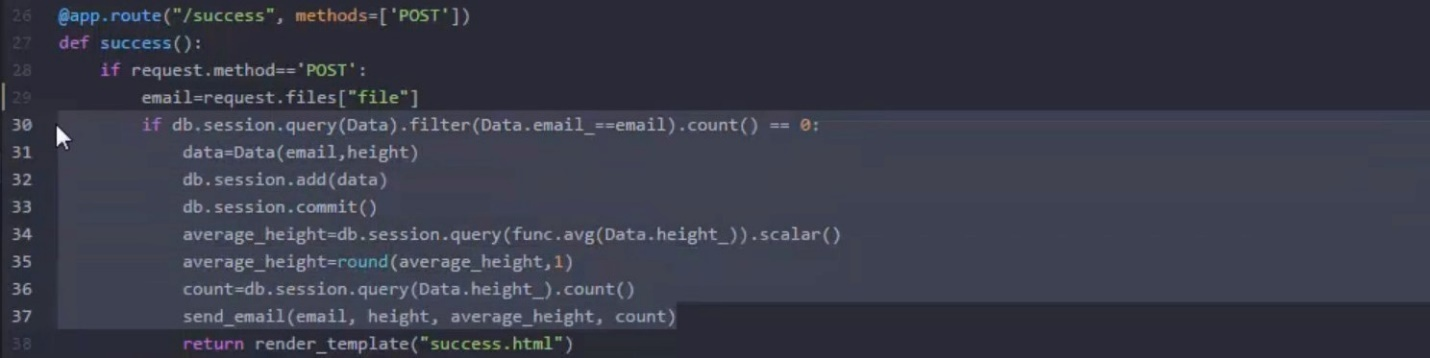 26 @app.route("/success", methods=['POST'])
27 def success():
28     if request.method=='POST':
29         email=request.files["file"]
30         if db.session.query(Data).filter(Data.email_==email).count() == 0:
31             data=Data(email,height)
32             db.session.add(data)
33             db.session.commit()
34             average_height=db.session.query(func.avg(Data.height_)).scalar()
35             average_height=round(average_height,1)
36             count=db.session.query(Data.height_).count()
37             send_email(email, height, average_height, count)
38             return render_template("success.html")